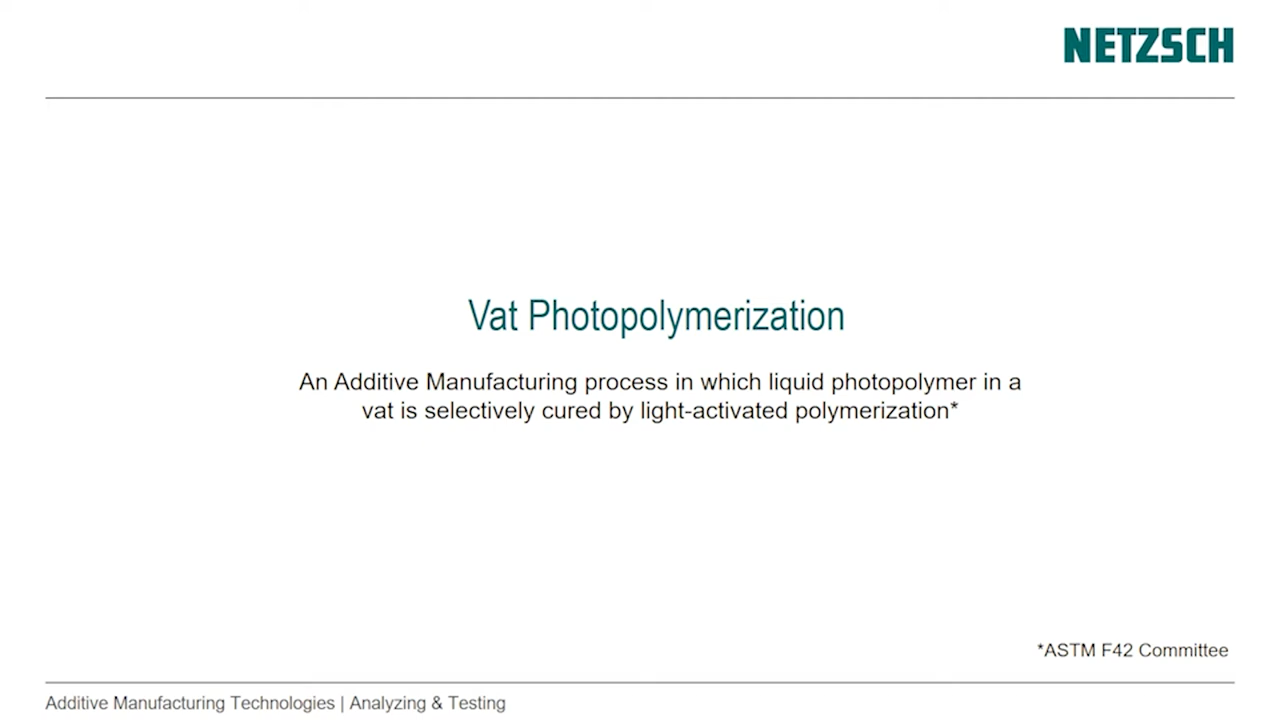 NETZSCH
Vat Photopolymerization
An Additive Manufacturing process in which liquid photopolymer in a
vat is selectively cured by light-activated polymerization*
*ASTM F42 Committee
Additive Manufacturing Technologies | Analyzing & Testing